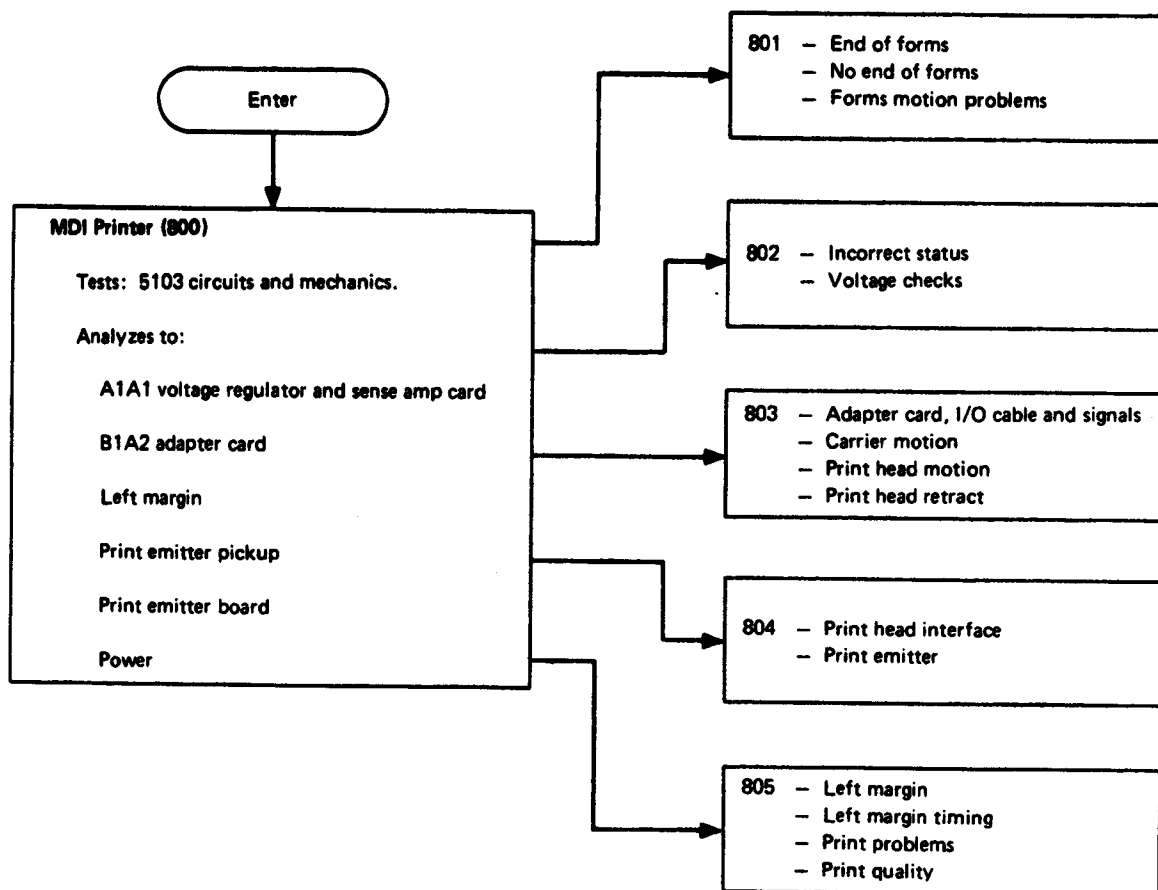 Enter
MDI Printer (800)
Tests: 5103 circuits and mechanics.
Analyzes to:
A1A1 voltage regulator and sense amp card
B1A2 adapter card
Left margin
Print emitter pickup
Print emitter board
Power
801 – End of forms
– No end of forms
– Forms motion problems
802 – Incorrect status
– Voltage checks
803 – Adapter card, I/O cable and signals
– Carrier motion
– Print head motion
– Print head retract
804 – Print head interface
– Print emitter
805 – Left margin
– Left margin timing
– Print problems
– Print quality